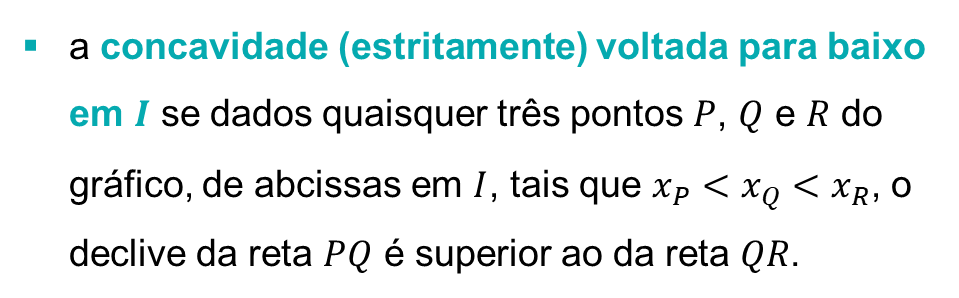 ▪ a concavidade (estritamente) voltada para baixo
em 𝑰 se dados quaisquer três pontos 𝑃, 𝑄 e 𝑅 do
gráfico, de abcissas em 𝐼, tais que 𝑥_𝑃 < 𝑥_𝑄 < 𝑥_𝑅, o
declive da reta 𝑃𝑄 é superior ao da reta 𝑄𝑅.